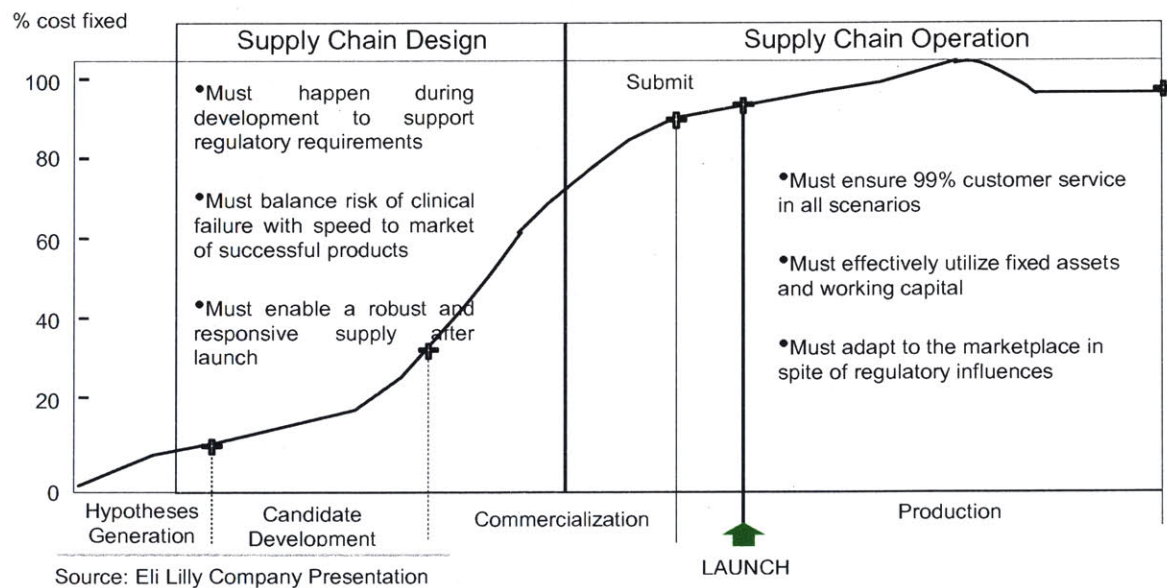 % cost fixed
Supply Chain Design
Supply Chain Operation
100
80
60
40
20
0
•Must happen during
development to support
regulatory requirements
•Must balance risk of clinical
failure with speed to market
of successful products
•Must enable a robust and
responsive supply after
launch
Submit
•Must ensure 99% customer service
in all scenarios
•Must effectively utilize fixed assets
and working capital
•Must adapt to the marketplace in
spite of regulatory influences
Hypotheses
Generation
Candidate
Development
Commercialization
Production
LAUNCH
Source: Eli Lilly Company Presentation